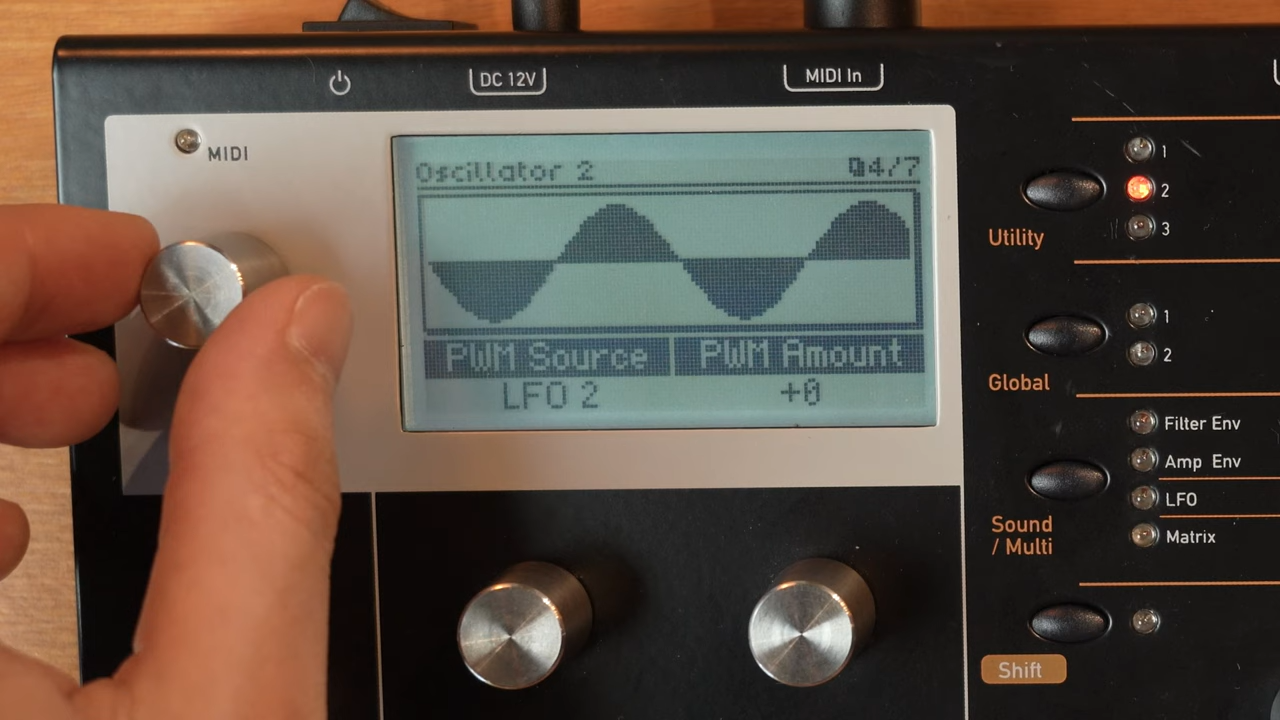 DC 12V
MIDI In
MIDI
Oscillator 2
4/7
PWM Source
PWM Amount
LFO 2
+0
1
2
3
Utility
1
2
Global
Filter Env
Amp Env
LFO
Matrix
Sound
/ Multi
Shift